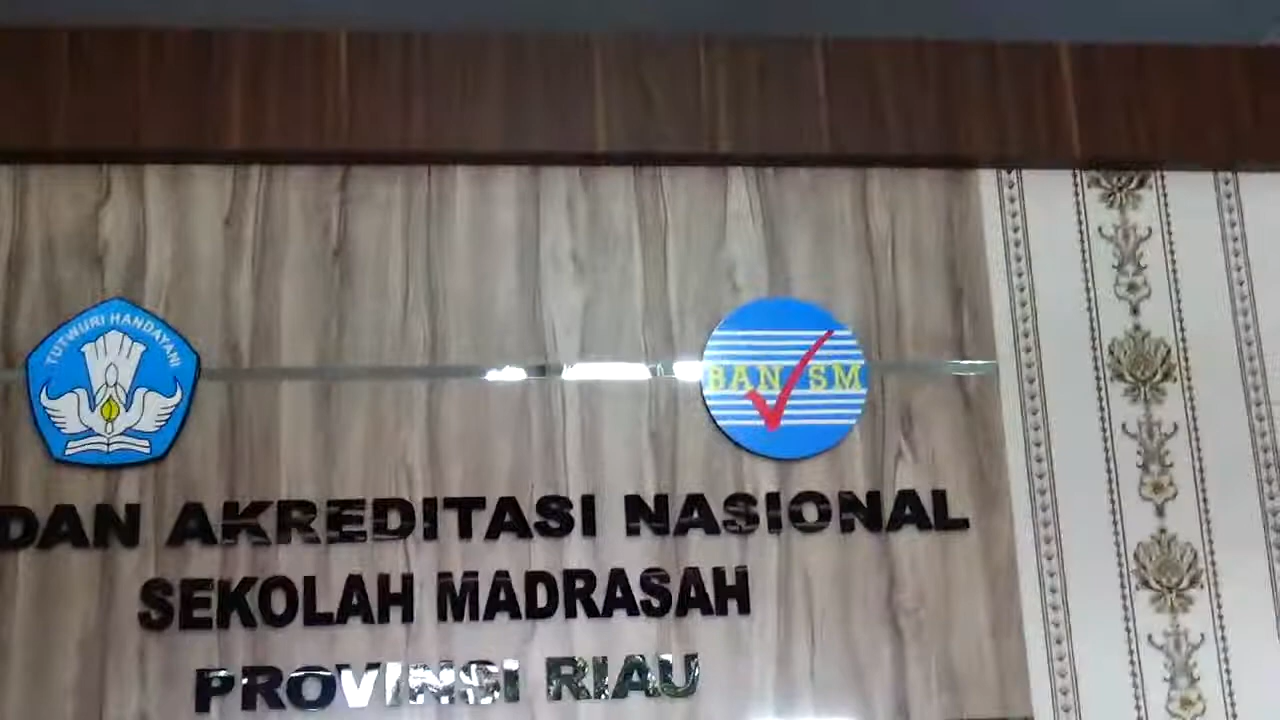 TUTWURI HANDAYANI
BAN SM
DAN AKREDITASI NASIONAL
SEKOLAH MADRASAH
PROVINSI RIAU